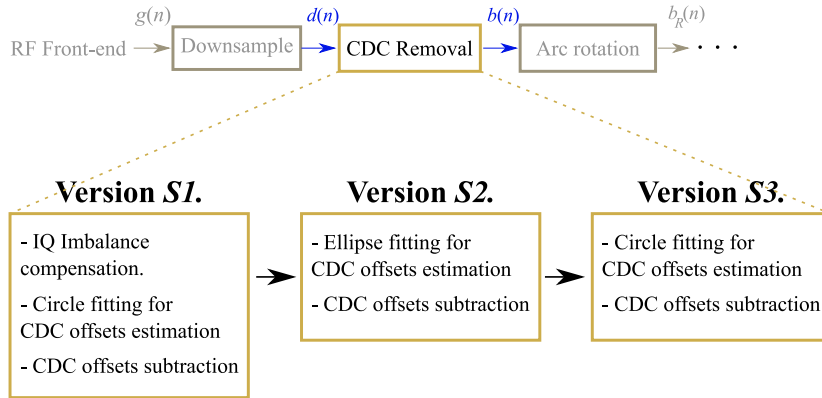 g(n)
d(n)
b(n)
b_R(n)
RF Front-end
Downsample
CDC Removal
Arc rotation
. . .
Version S1.
- IQ Imbalance
compensation.
- Circle fitting for
CDC offsets estimation
- CDC offsets subtraction
Version S2.
- Ellipse fitting for
CDC offsets estimation
- CDC offsets subtraction
Version S3.
- Circle fitting for
CDC offsets estimation
- CDC offsets subtraction